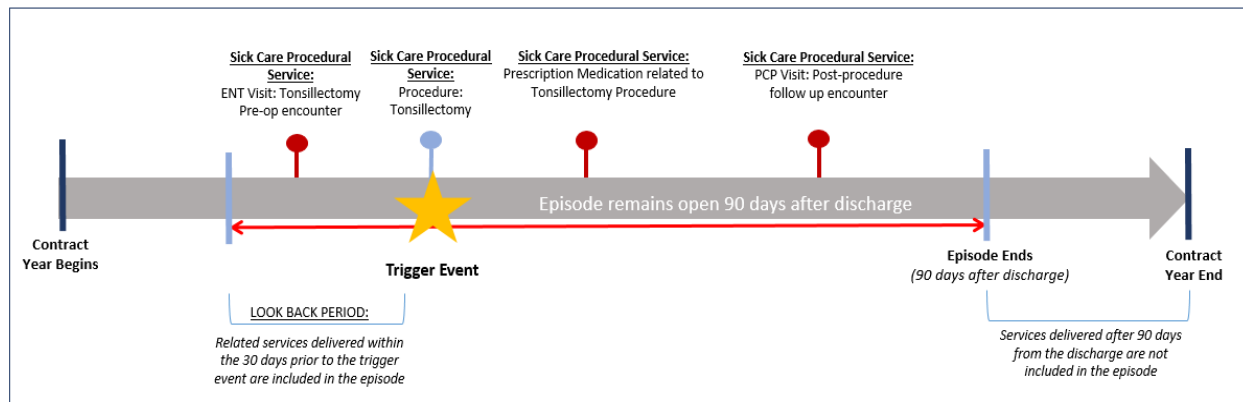 Sick Care Procedural
Service:
ENT Visit: Tonsillectomy
Pre-op encounter
Sick Care Procedural
Service:
Procedure:
Tonsillectomy
Sick Care Procedural Service:
Prescription Medication related to
Tonsillectomy Procedure
Sick Care Procedural Service:
PCP Visit: Post-procedure
follow up encounter
Episode remains open 90 days after discharge
Contract
Year Begins
Trigger Event
Episode Ends
(90 days after discharge)
Contract
Year End
LOOK BACK PERIOD:
Related services delivered within
the 30 days prior to the trigger
event are included in the episode
Services delivered after 90 days
from the discharge are not
included in the episode